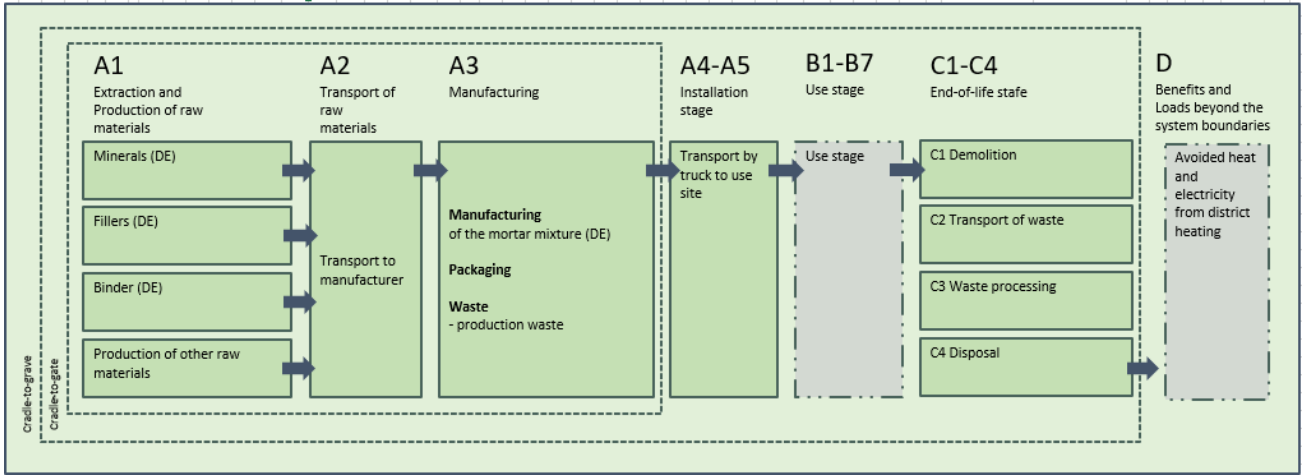 A1
Extraction and
Production of raw
materials
Minerals (DE)
Fillers (DE)
Binder (DE)
Production of other raw
materials
A2
Transport of
raw
materials
Transport to
manufacturer
A3
Manufacturing
Manufacturing
of the mortar mixture (DE)
Packaging
Waste
- production waste
A4-A5
Installation
stage
Transport by
truck to use
site
B1-B7
Use stage
Use stage
C1-C4
End-of-life stafe
C1 Demolition
C2 Transport of waste
C3 Waste processing
C4 Disposal
D
Benefits and
Loads beyond the
system boundaries
Avoided heat
and
electricity
from district
heating
Cradle-to-grave
Cradle-to-gate